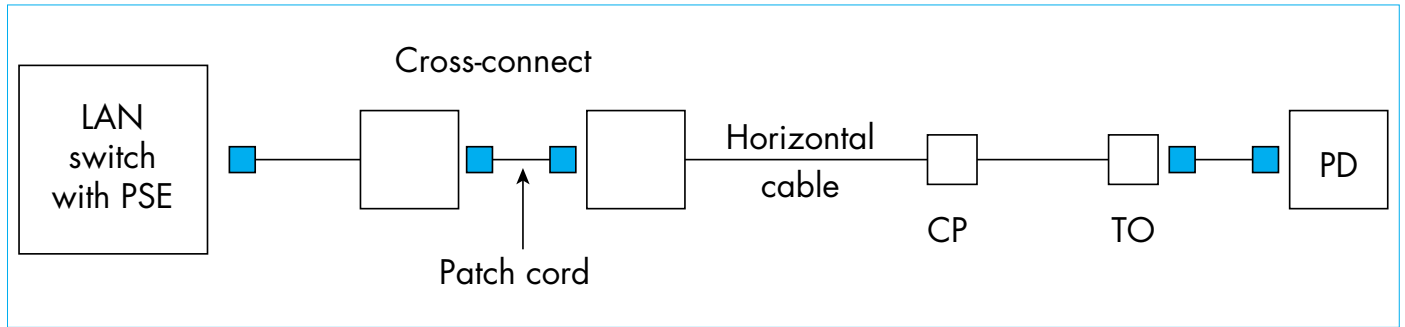 Cross-connect
LAN
switch
with PSE
Horizontal
cable
PD
CP
TO
Patch cord